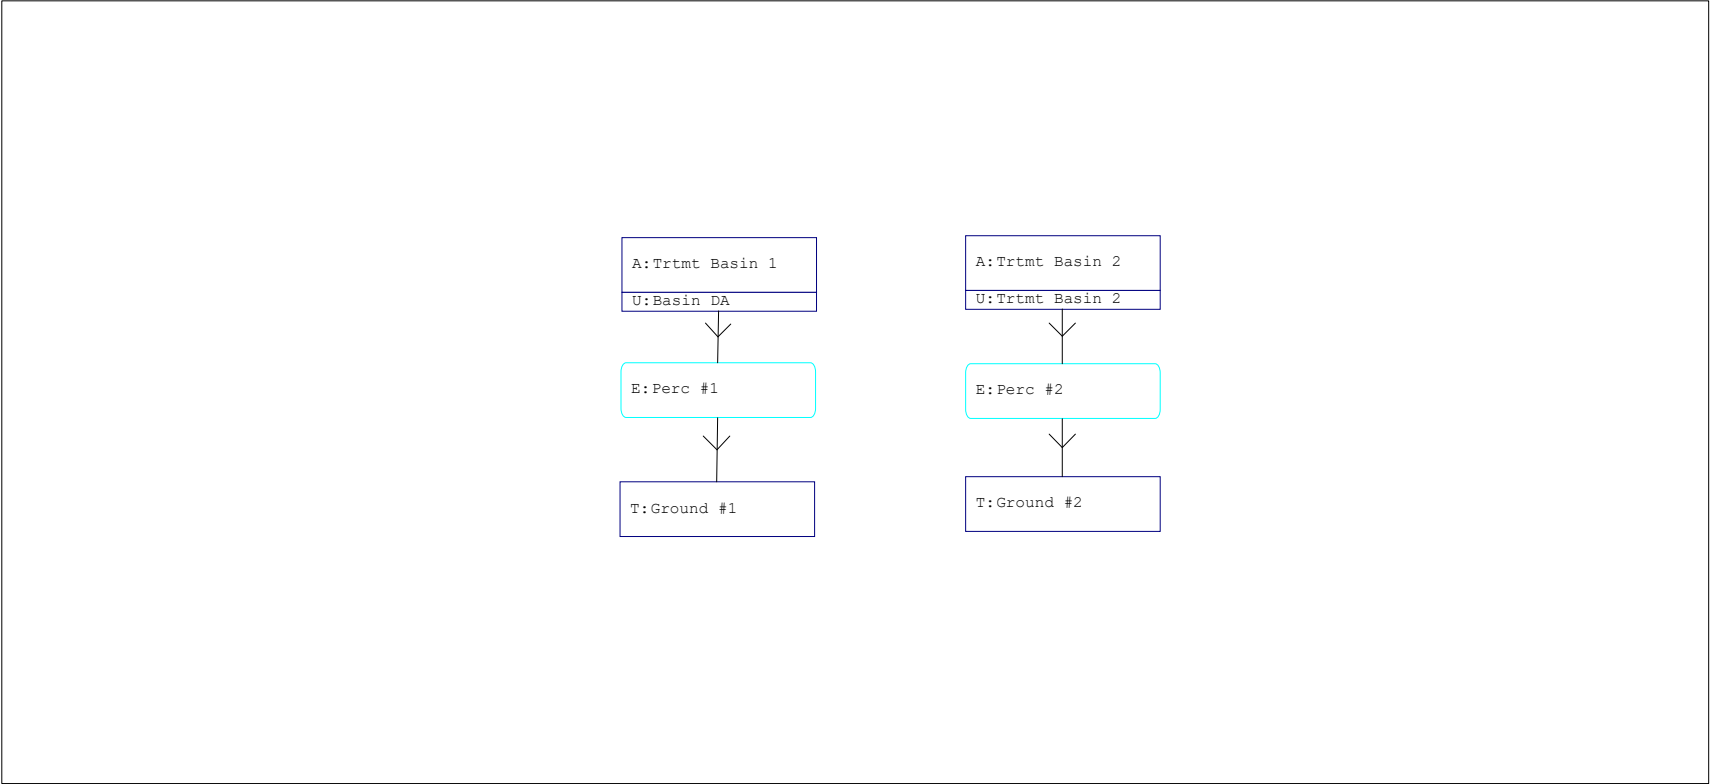 A:Trtmt Basin 1
U:Basin DA
E:Perc #1
T:Ground #1
A:Trtmt Basin 2
U:Trtmt Basin 2
E:Perc #2
T:Ground #2